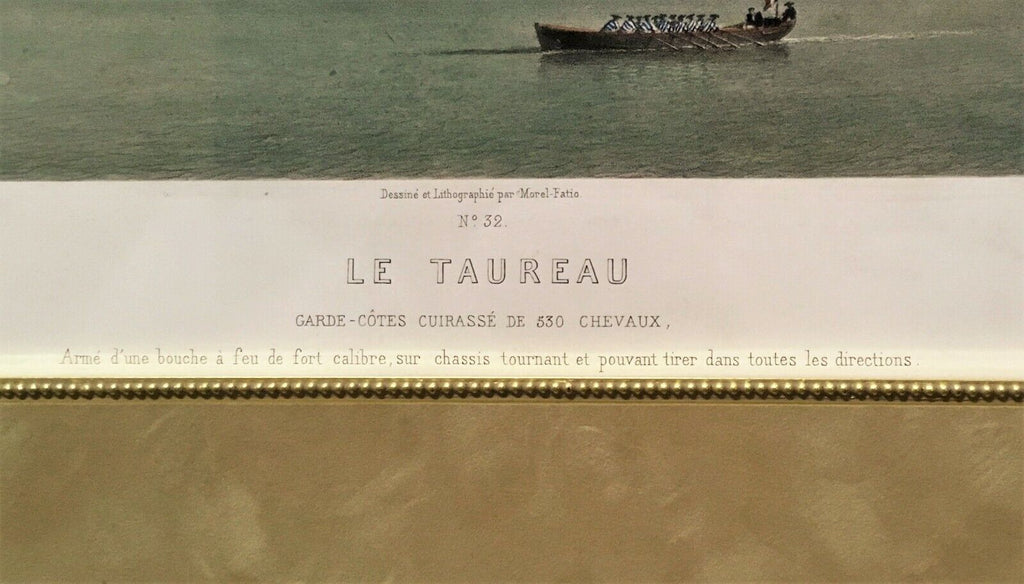 Dessiné et Lithographié par Morel-Fatio
Nº 32.
LE TAUREAU
GARDE-CÔTES CUIRASSÉ DE 530 CHEVAUX,
Armé d'une bouche à feu de fort calibre, sur chassis tournant et pouvant tirer dans toutes les directions.